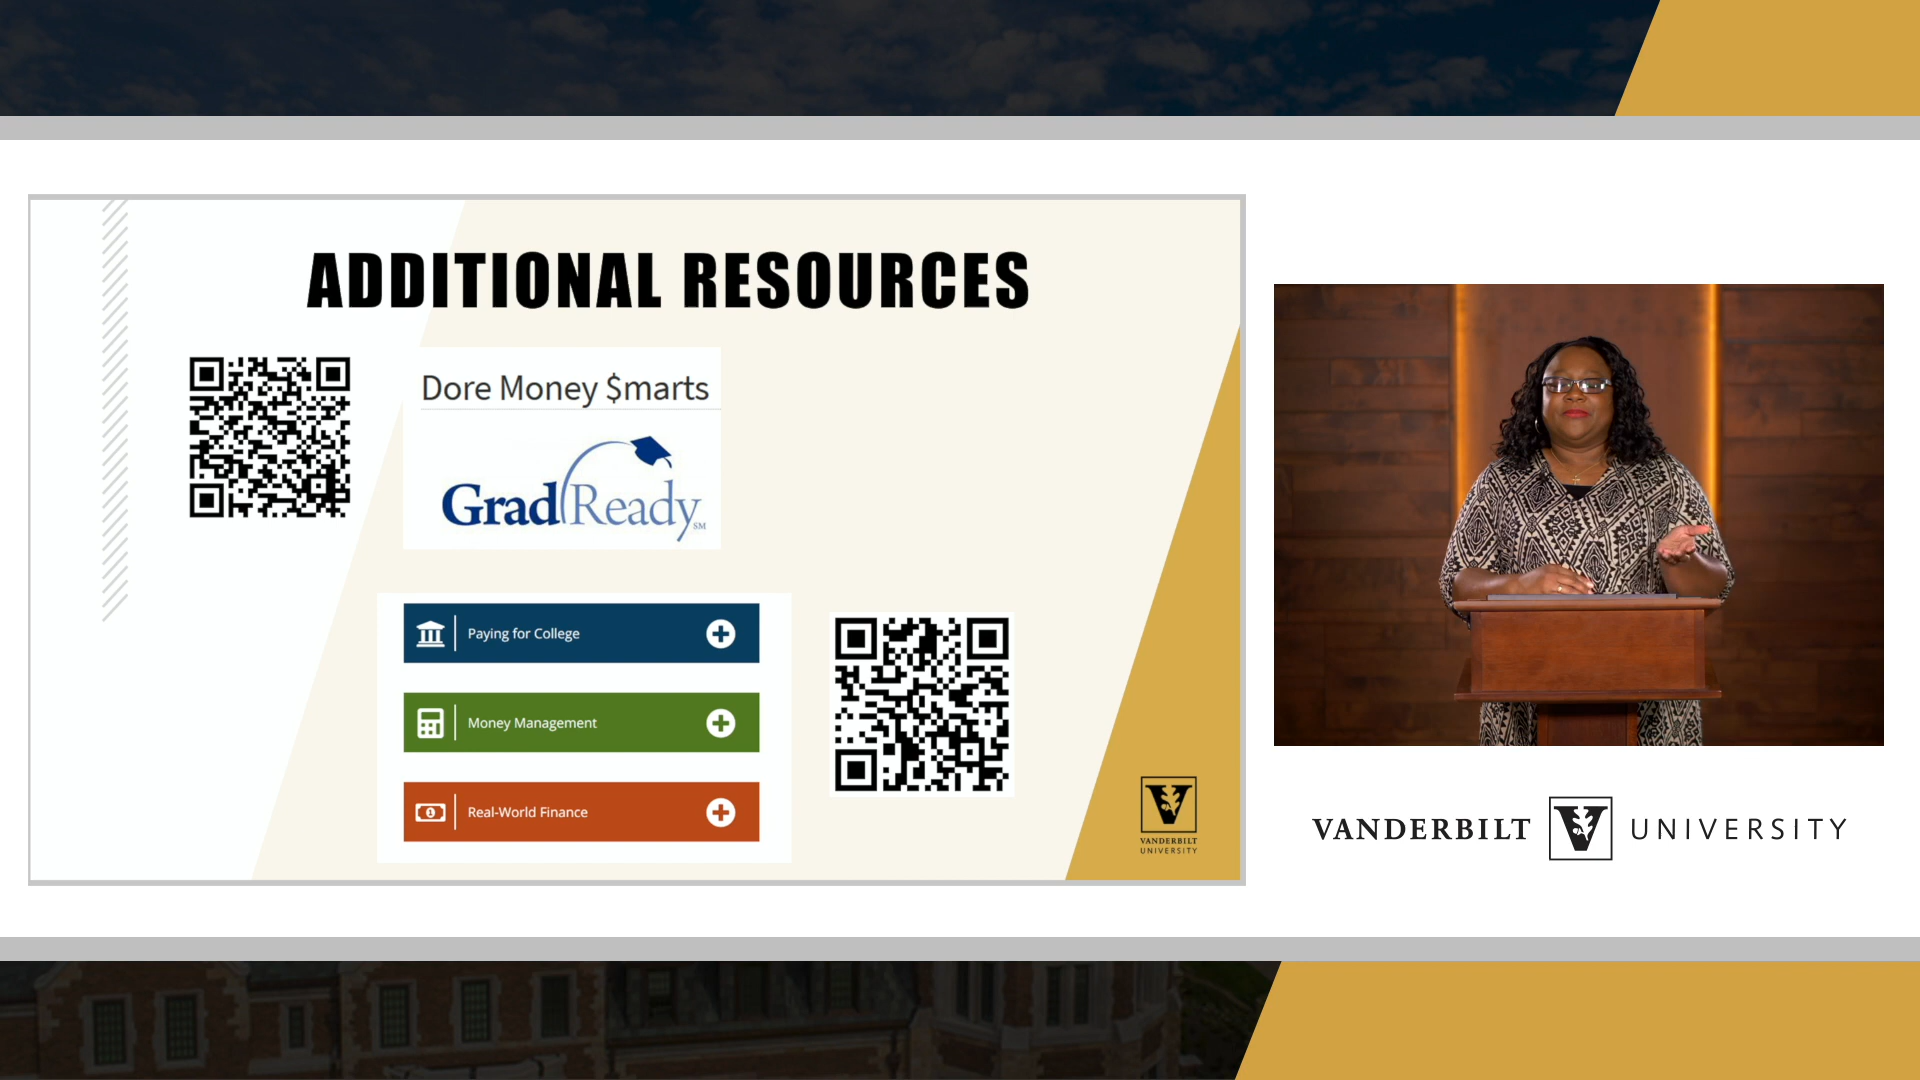 ADDITIONAL RESOURCES
Dore Money $marts
GradReady SM
Paying for College
Money Management
Real-World Finance
V
VANDERBILT
UNIVERSITY
VANDERBILT V UNIVERSITY